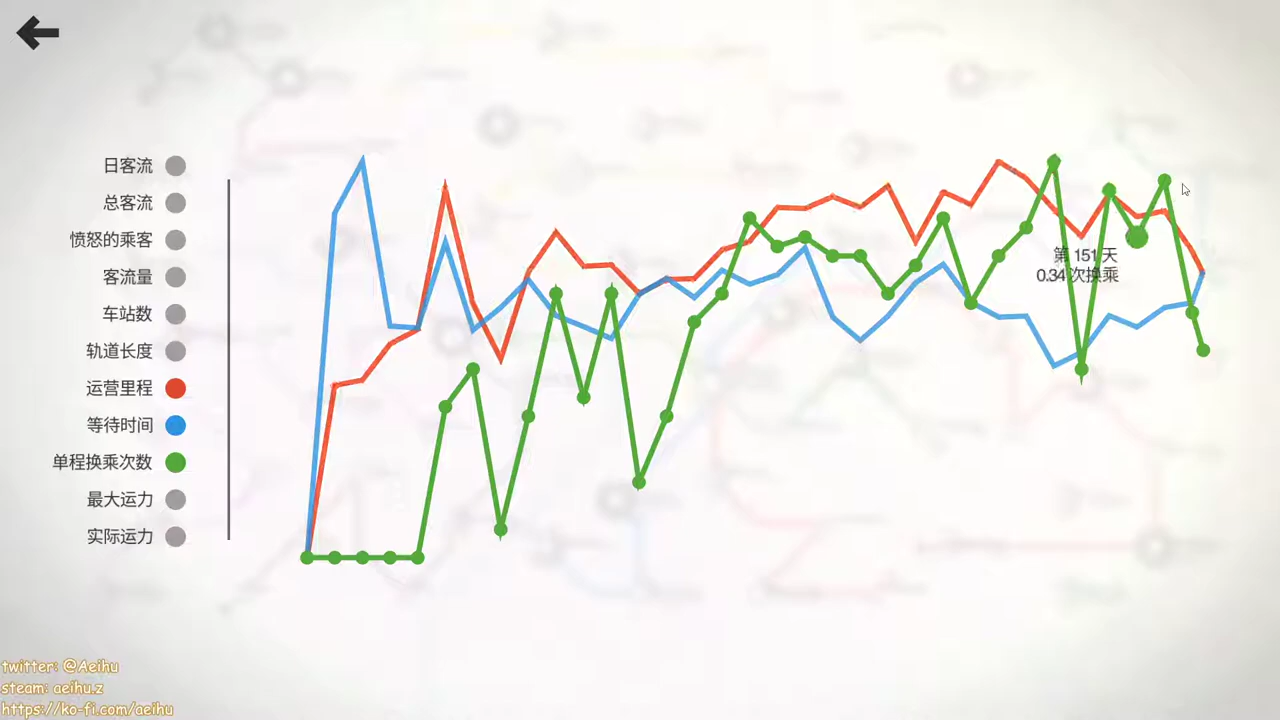 日客流
总客流
愤怒的乘客
客流量
车站数
轨道长度
运营里程
等待时间
单程换乘次数
最大运力
实际运力
第 151 天
0.34 次换乘
twitter: @Aeihu
steam: aeihu.z
https://ko-fi.com/aeihu